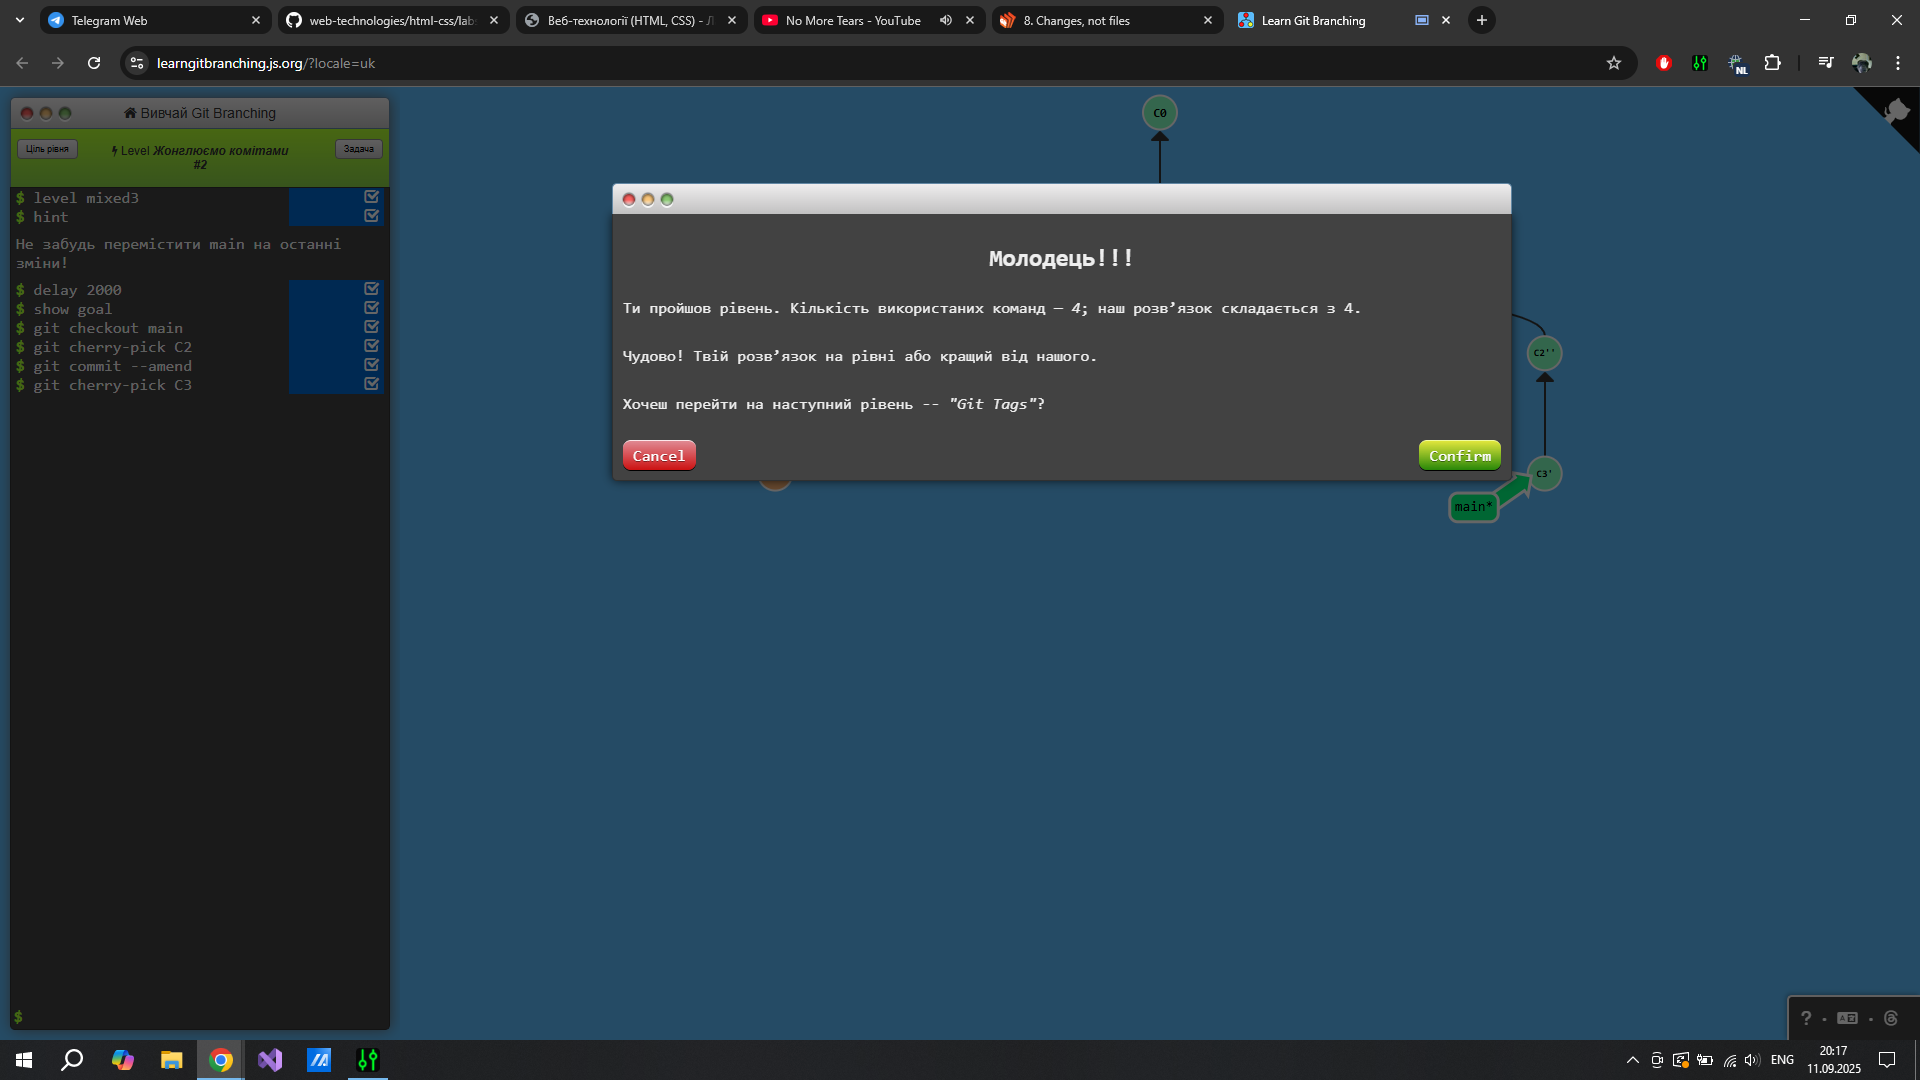 Telegram Web
web-technologies/html-css/lab
Веб-технології (HTML, CSS) - Л
No More Tears - YouTube
8. Changes, not files
Learn Git Branching
learngitbranching.js.org/?locale=uk
NL
Вивчай Git Branching
Ціль рівня
Level Жонглюємо комітами #2
Задача
$ level mixed3
$ hint
Не забудь перемістити main на останні
зміни!
$ delay 2000
$ show goal
$ git checkout main
$ git cherry-pick C2
$ git commit --amend
$ git cherry-pick C3
$
C0
Молодець!!!
Ти пройшов рівень. Кількість використаних команд — 4; наш розв’язок складається з 4.
Чудово! Твій розв’язок на рівні або кращий від нашого.
Хочеш перейти на наступний рівень -- "Git Tags"?
Cancel
Confirm
C2''
C3'
main*
?
ENG
20:17
11.09.2025